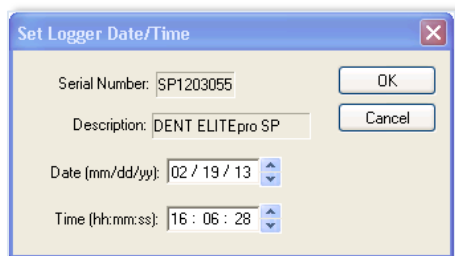 Set Logger Date/Time
Serial Number: SP1203055 OK
Description: DENT ELITEpro SP Cancel
Date (mm/dd/yy): 02 / 19 / 13
Time (hh:mm:ss): 16 : 06 : 28